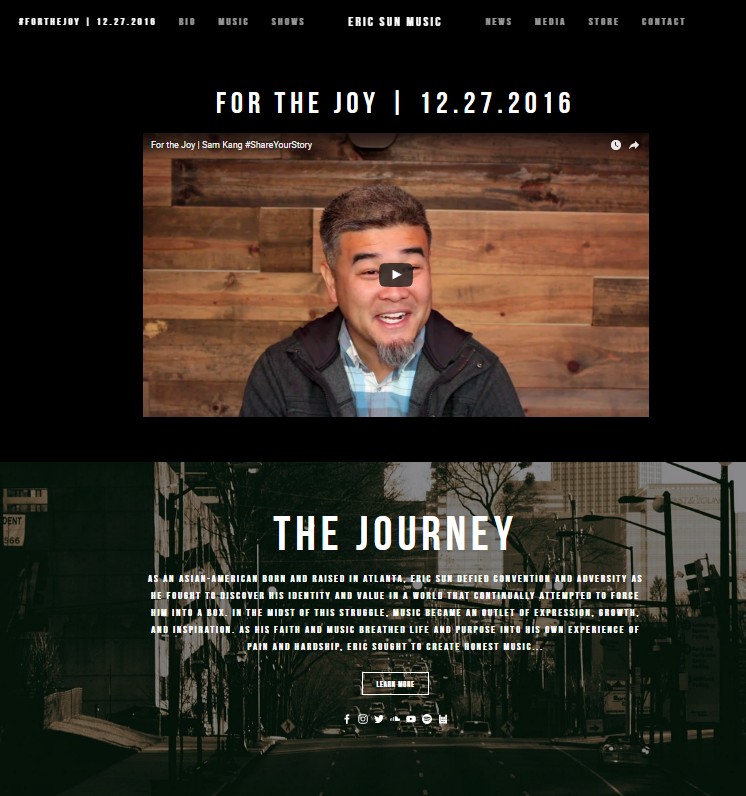 #FORTHEJOY | 12.27.2016 BIO MUSIC SHOWS ERIC SUN MUSIC NEWS MEDIA STORE CONTACT
FOR THE JOY | 12.27.2016
For the Joy | Sam Kang #ShareYourStory
THE JOURNEY
DENT
566
AS AN ASIAN-AMERICAN BORN AND RAISED IN ATLANTA, ERIC SUN DEFIED CONVENTION AND ADVERSITY AS
HE FOUGHT TO DISCOVER HIS IDENTITY AND VALUE IN A WORLD THAT CONTINUALLY ATTEMPTED TO FORCE
HIM INTO A BOX. IN THE MIDST OF THIS STRUGGLE, MUSIC BECAME AN OUTLET OF EXPRESSION, GROWTH,
AND INSPIRATION. AS HIS FAITH AND MUSIC BREATHED LIFE AND PURPOSE INTO HIS OWN EXPERIENCE OF
PAIN AND HARDSHIP, ERIC SOUGHT TO CREATE HONEST MUSIC...
LEARN MORE